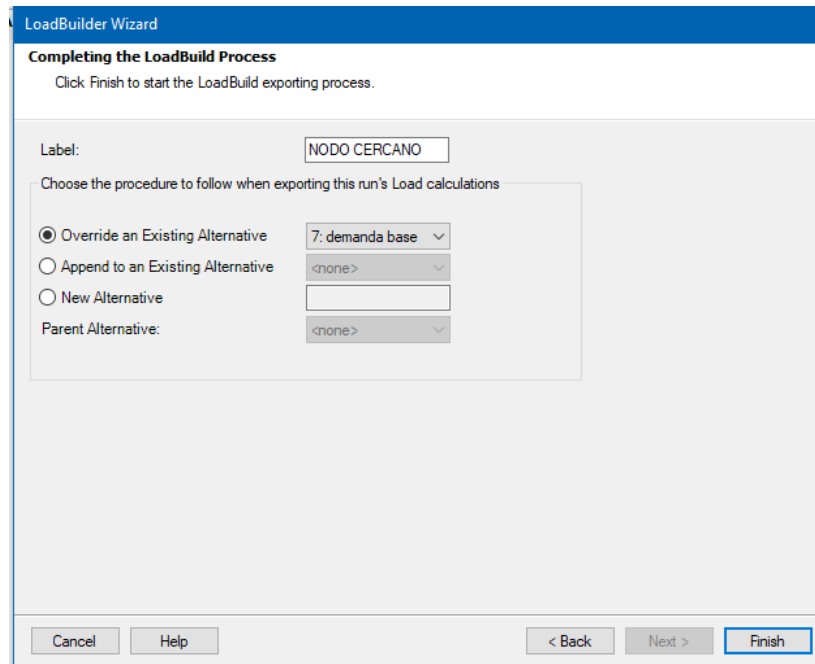 LoadBuilder Wizard
Completing the LoadBuild Process
Click Finish to start the LoadBuild exporting process.
Label: NODO CERCANO
Choose the procedure to follow when exporting this run's Load calculations
Override an Existing Alternative 7: demanda base
Append to an Existing Alternative <none>
New Alternative
Parent Alternative: <none>
Cancel Help < Back Next > Finish